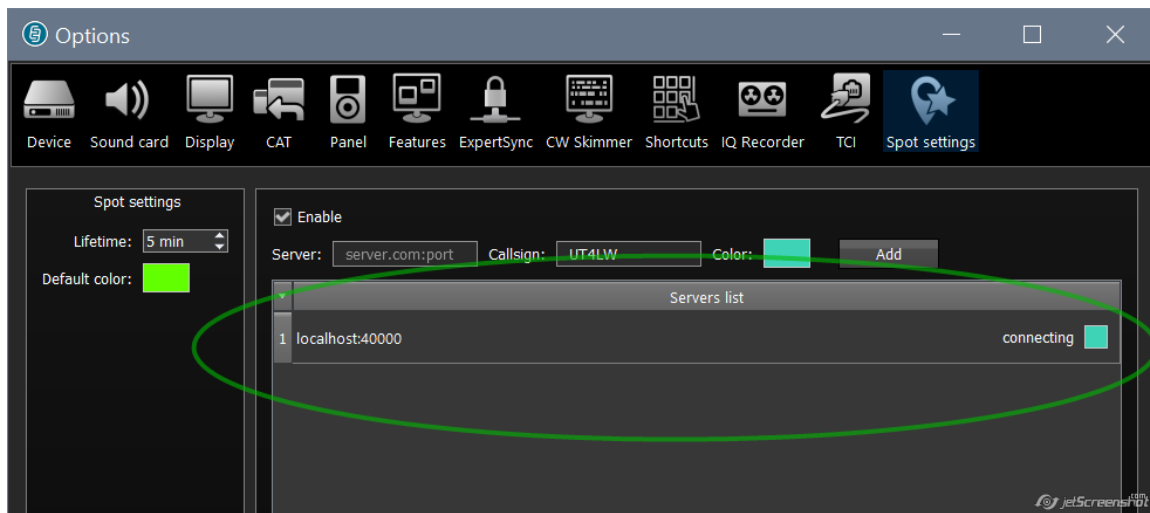 Options
Device Sound card Display CAT Panel Features ExpertSync CW Skimmer Shortcuts IQ Recorder TCI Spot settings
Spot settings
Lifetime: 5 min
Default color:
Enable
Server: server.com:port Callsign: UT4LW Color: Add
Servers list
1 localhost:40000 connecting
jetScreenshot.com